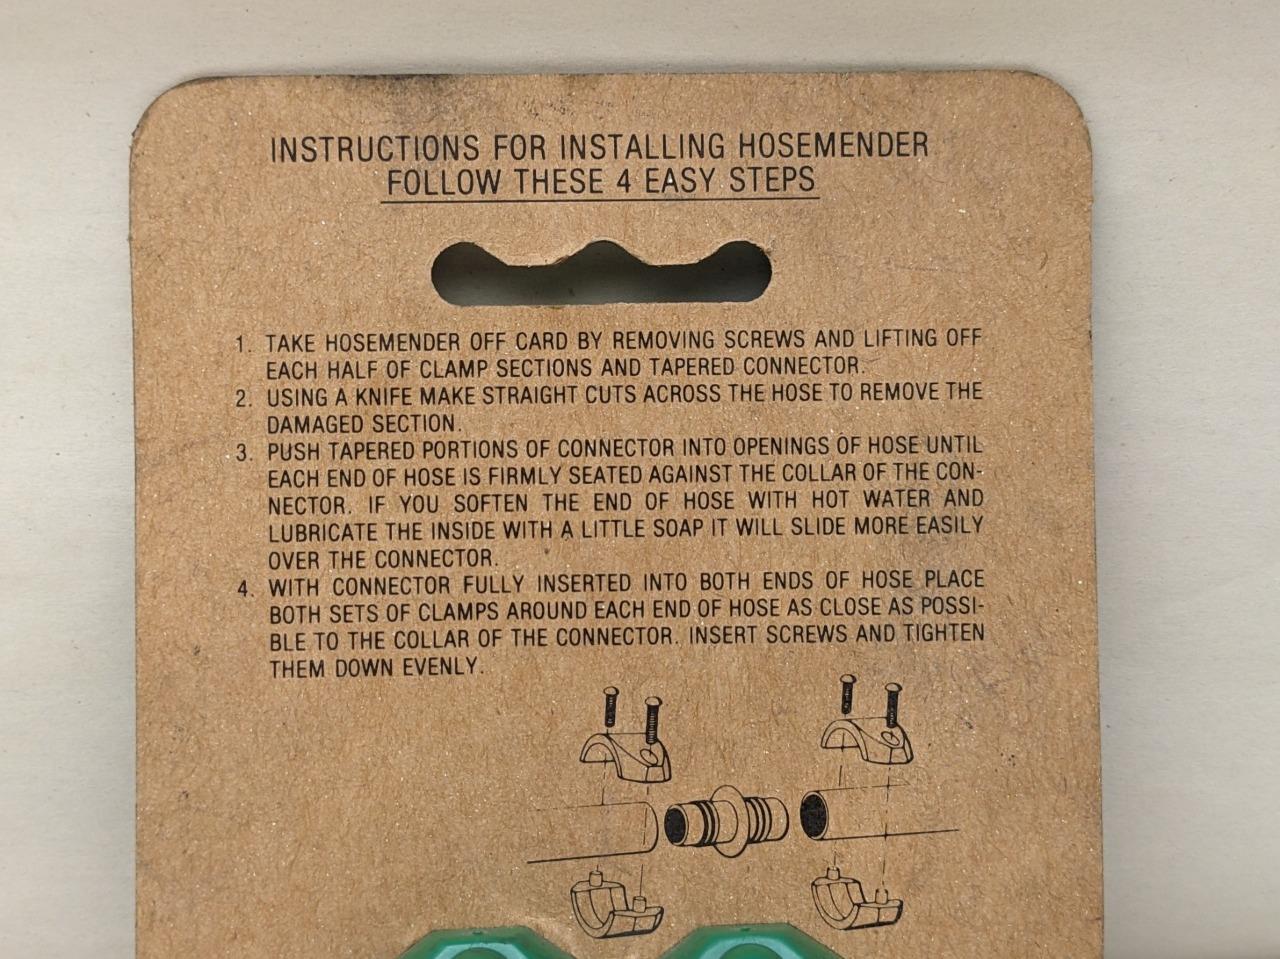 INSTRUCTIONS FOR INSTALLING HOSEMENDER
FOLLOW THESE 4 EASY STEPS
1. TAKE HOSEMENDER OFF CARD BY REMOVING SCREWS AND LIFTING OFF
EACH HALF OF CLAMP SECTIONS AND TAPERED CONNECTOR.
2. USING A KNIFE MAKE STRAIGHT CUTS ACROSS THE HOSE TO REMOVE THE
DAMAGED SECTION.
3. PUSH TAPERED PORTIONS OF CONNECTOR INTO OPENINGS OF HOSE UNTIL
EACH END OF HOSE IS FIRMLY SEATED AGAINST THE COLLAR OF THE CON-
NECTOR. IF YOU SOFTEN THE END OF HOSE WITH HOT WATER AND
LUBRICATE THE INSIDE WITH A LITTLE SOAP IT WILL SLIDE MORE EASILY
OVER THE CONNECTOR.
4. WITH CONNECTOR FULLY INSERTED INTO BOTH ENDS OF HOSE PLACE
BOTH SETS OF CLAMPS AROUND EACH END OF HOSE AS CLOSE AS POSSI-
BLE TO THE COLLAR OF THE CONNECTOR. INSERT SCREWS AND TIGHTEN
THEM DOWN EVENLY.